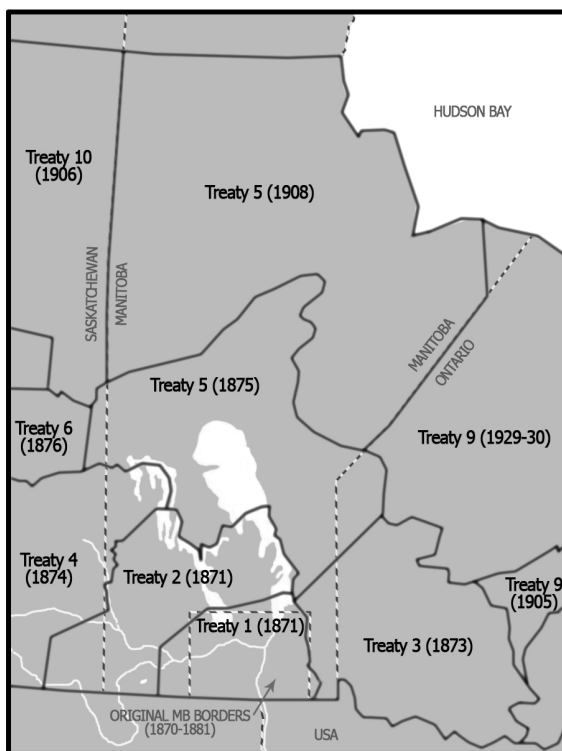 HUDSON BAY
Treaty 10
(1906)
Treaty 5 (1908)
SASKATCHEWAN
MANITOBA
MANITOBA
ONTARIO
Treaty 5 (1875)
Treaty 6
(1876)
Treaty 9 (1929-30)
Treaty 4
(1874)
Treaty 2 (1871)
Treaty 9
(1905)
Treaty 1 (1871)
Treaty 3 (1873)
ORIGINAL MB BORDERS
(1870-1881)
USA